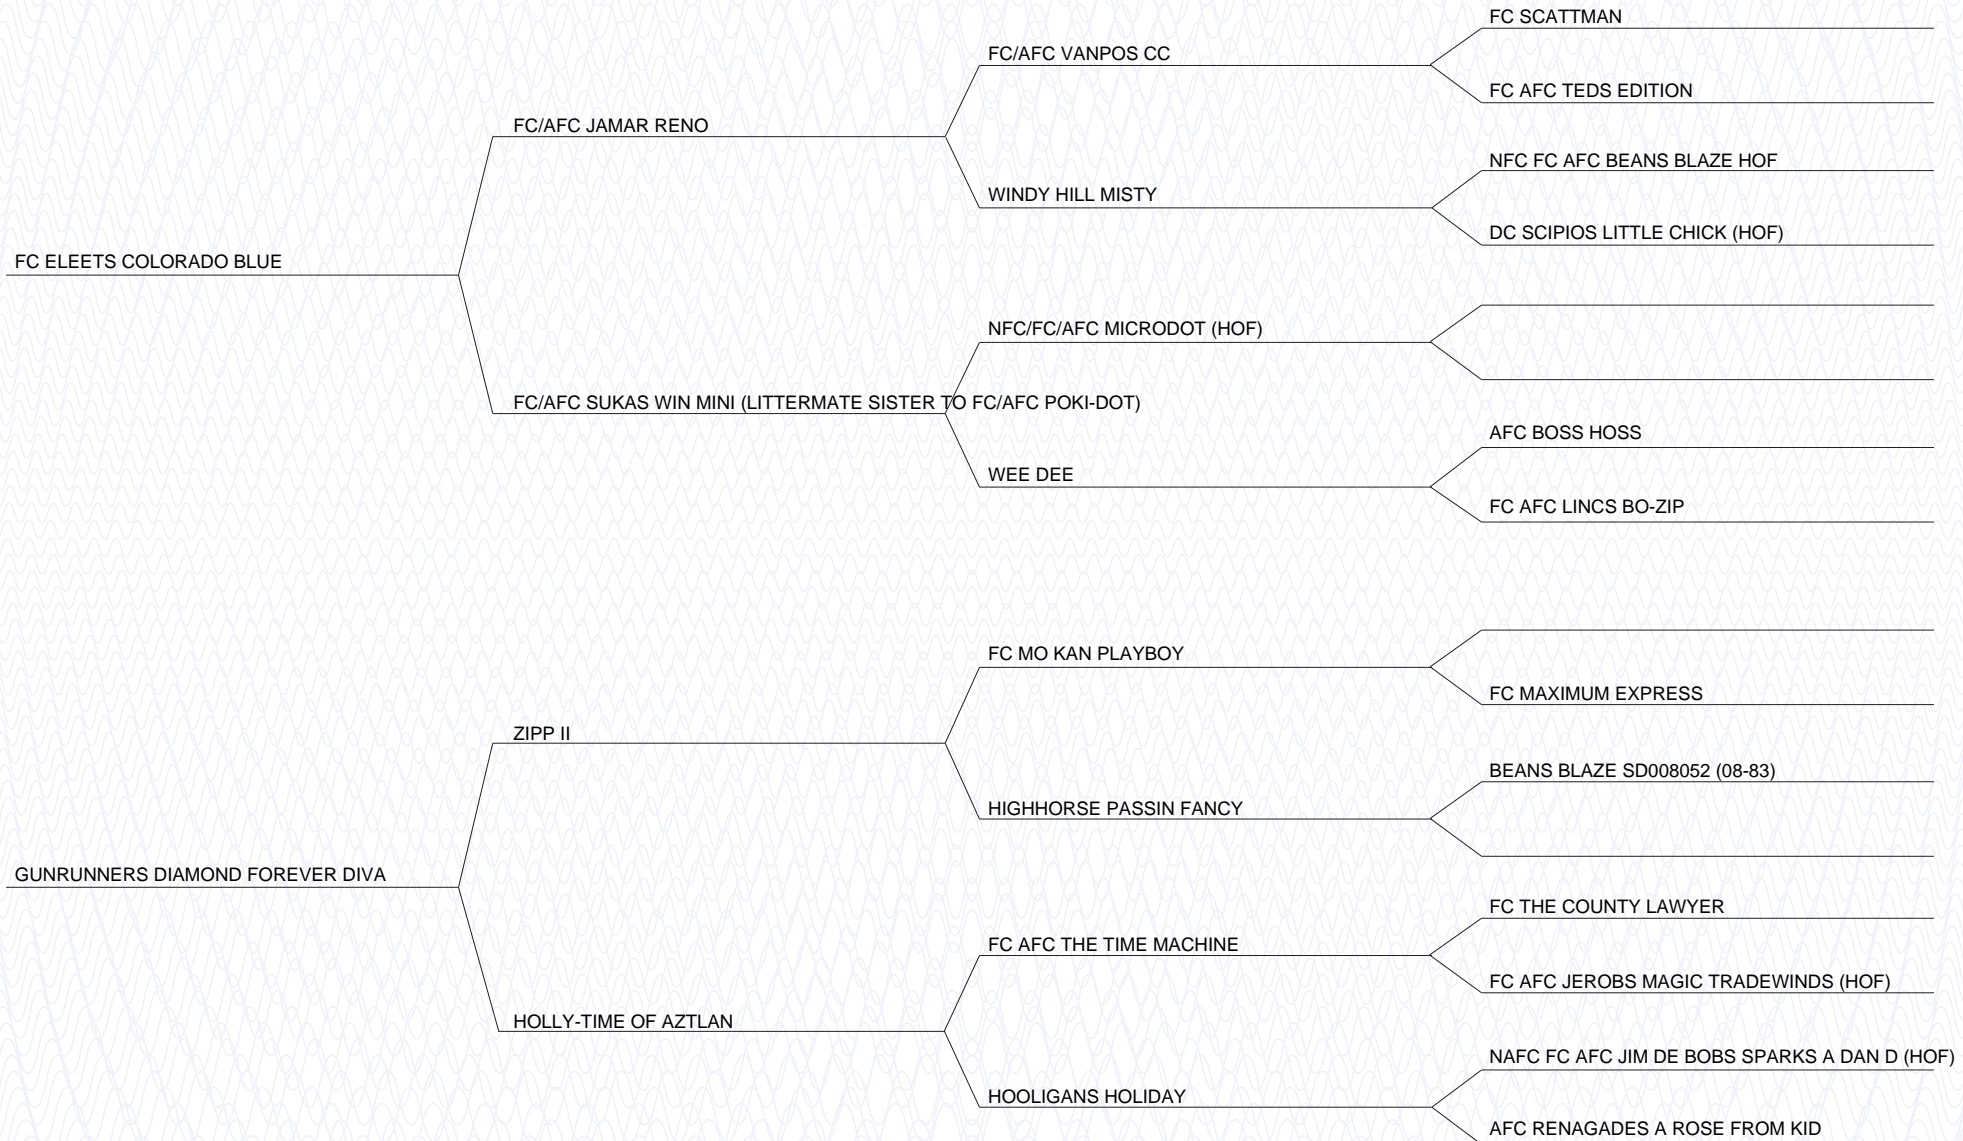 FC SCATTMAN
FC/AFC VANPOS CC
FC AFC TEDS EDITION
FC/AFC JAMAR RENO
NFC FC AFC BEANS BLAZE HOF
WINDY HILL MISTY
DC SCIPIOS LITTLE CHICK (HOF)
FC ELEETS COLORADO BLUE
NFC/FC/AFC MICRODOT (HOF)
FC/AFC SUKAS WIN MINI (LITTERMATE SISTER TO FC/AFC POKI-DOT)
AFC BOSS HOSS
WEE DEE
FC AFC LINCS BO-ZIP
FC MO KAN PLAYBOY
FC MAXIMUM EXPRESS
ZIPP II
BEANS BLAZE SD008052 (08-83)
HIGHHORSE PASSIN FANCY
GUNRUNNERS DIAMOND FOREVER DIVA
FC THE COUNTY LAWYER
FC AFC THE TIME MACHINE
FC AFC JEROBS MAGIC TRADEWINDS (HOF)
HOLLY-TIME OF AZTLAN
NAFC FC AFC JIM DE BOBS SPARKS A DAN D (HOF)
HOOLIGANS HOLIDAY
AFC RENAGADES A ROSE FROM KID